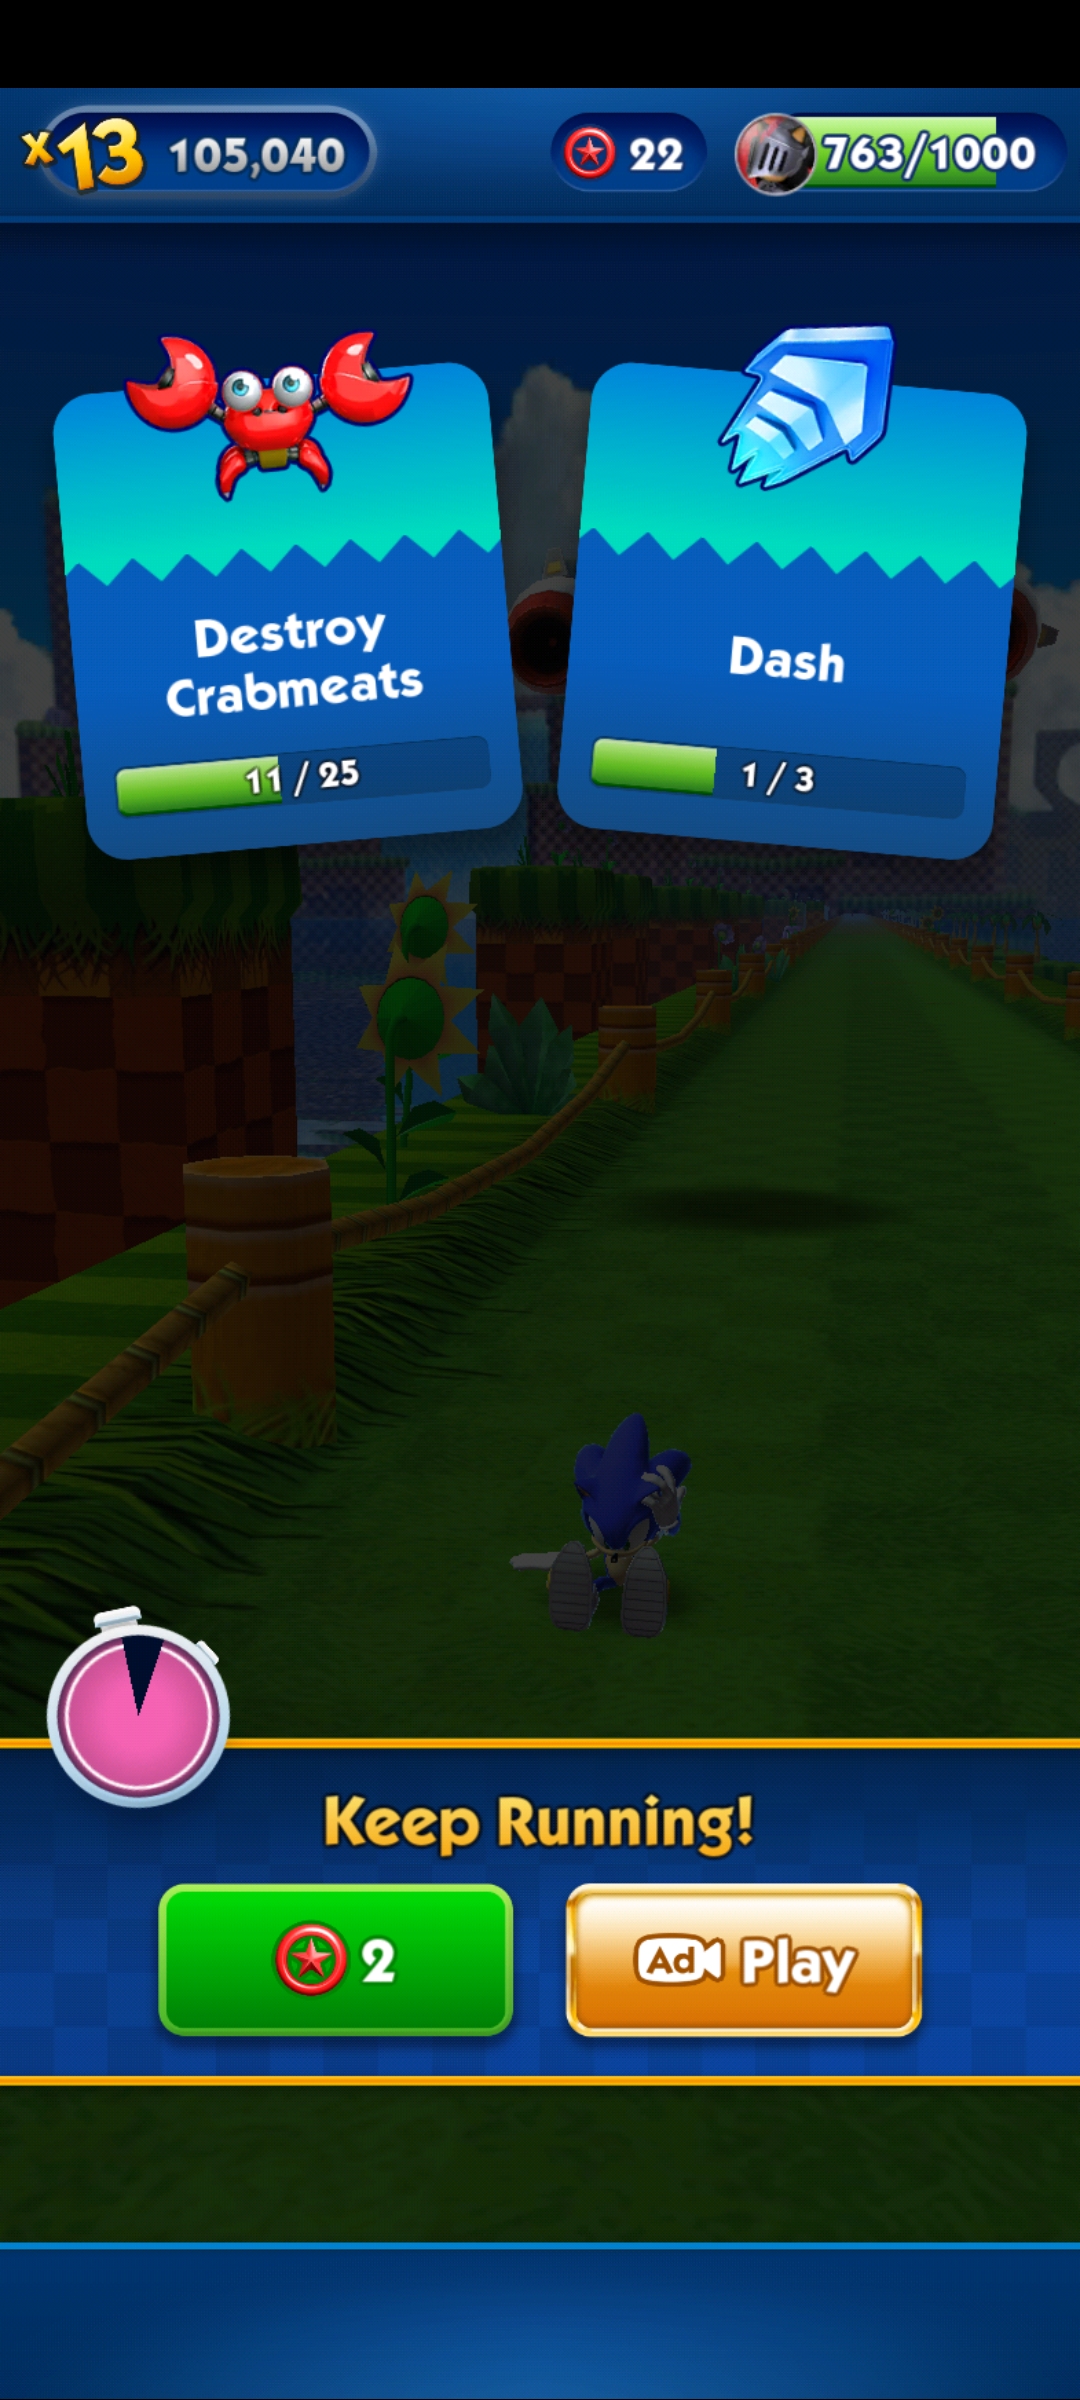 x13 105,040
22
763/1000
Destroy
Crabmeats
11 / 25
Dash
1 / 3
Keep Running!
2
Ad Play